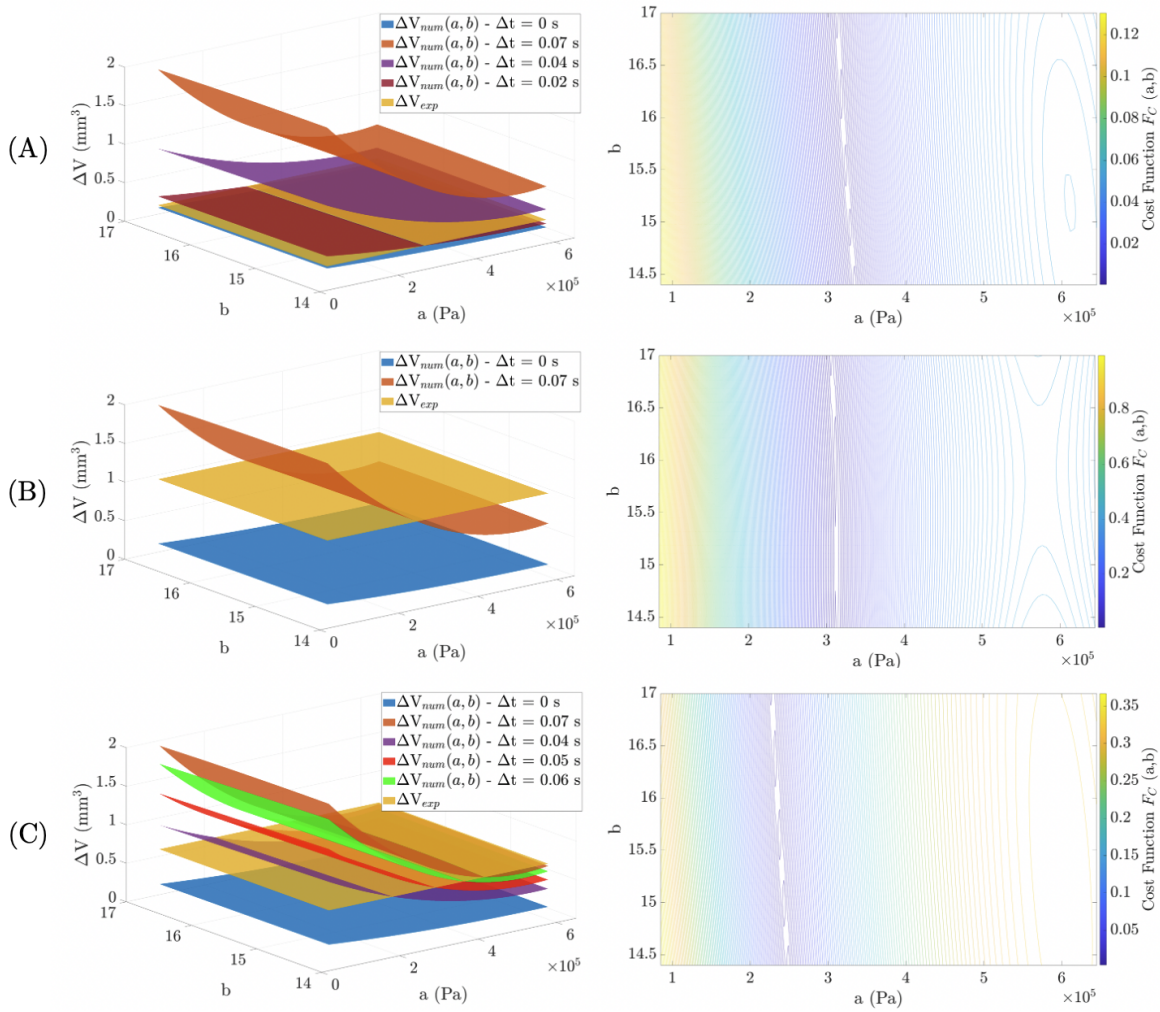 (A)
ΔV_num(a, b) - Δt = 0 s
ΔV_num(a, b) - Δt = 0.07 s
ΔV_num(a, b) - Δt = 0.04 s
ΔV_num(a, b) - Δt = 0.02 s
ΔV_exp
ΔV (mm³)
2
1.5
1
0.5
0
17
16
15
14
b
0
2
4
6
×10⁵
a (Pa)
17
16.5
16
15.5
15
14.5
b
1
2
3
4
5
6
×10⁵
a (Pa)
0.12
0.1
0.08
0.06
0.04
0.02
Cost Function F_C (a,b)
(B)
ΔV_num(a, b) - Δt = 0 s
ΔV_num(a, b) - Δt = 0.07 s
ΔV_exp
ΔV (mm³)
2
1.5
1
0.5
0
17
16
15
14
b
0
2
4
6
×10⁵
a (Pa)
17
16.5
16
15.5
15
14.5
b
1
2
3
4
5
6
×10⁵
a (Pa)
0.8
0.6
0.4
0.2
Cost Function F_C (a,b)
(C)
ΔV_num(a, b) - Δt = 0 s
ΔV_num(a, b) - Δt = 0.07 s
ΔV_num(a, b) - Δt = 0.04 s
ΔV_num(a, b) - Δt = 0.05 s
ΔV_num(a, b) - Δt = 0.06 s
ΔV_exp
ΔV (mm³)
2
1.5
1
0.5
0
17
16
15
14
b
0
2
4
6
×10⁵
a (Pa)
17
16.5
16
15.5
15
14.5
b
1
2
3
4
5
6
×10⁵
a (Pa)
0.35
0.3
0.25
0.2
0.15
0.1
0.05
Cost Function F_C (a,b)